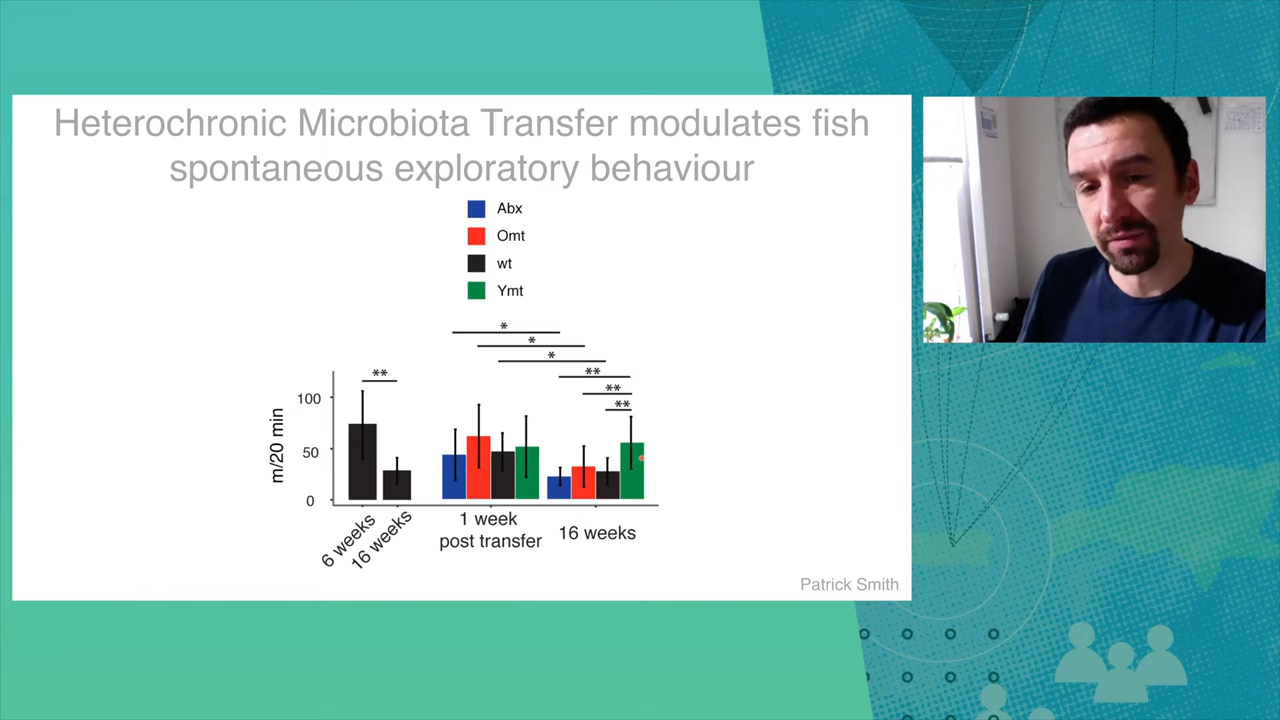 Heterochronic Microbiota Transfer modulates fish
spontaneous exploratory behaviour
Abx
Omt
wt
Ymt
*
*
*
**
**
**
**
100
50
0
m/20 min
6 weeks
16 weeks
1 week
post transfer
16 weeks
Patrick Smith